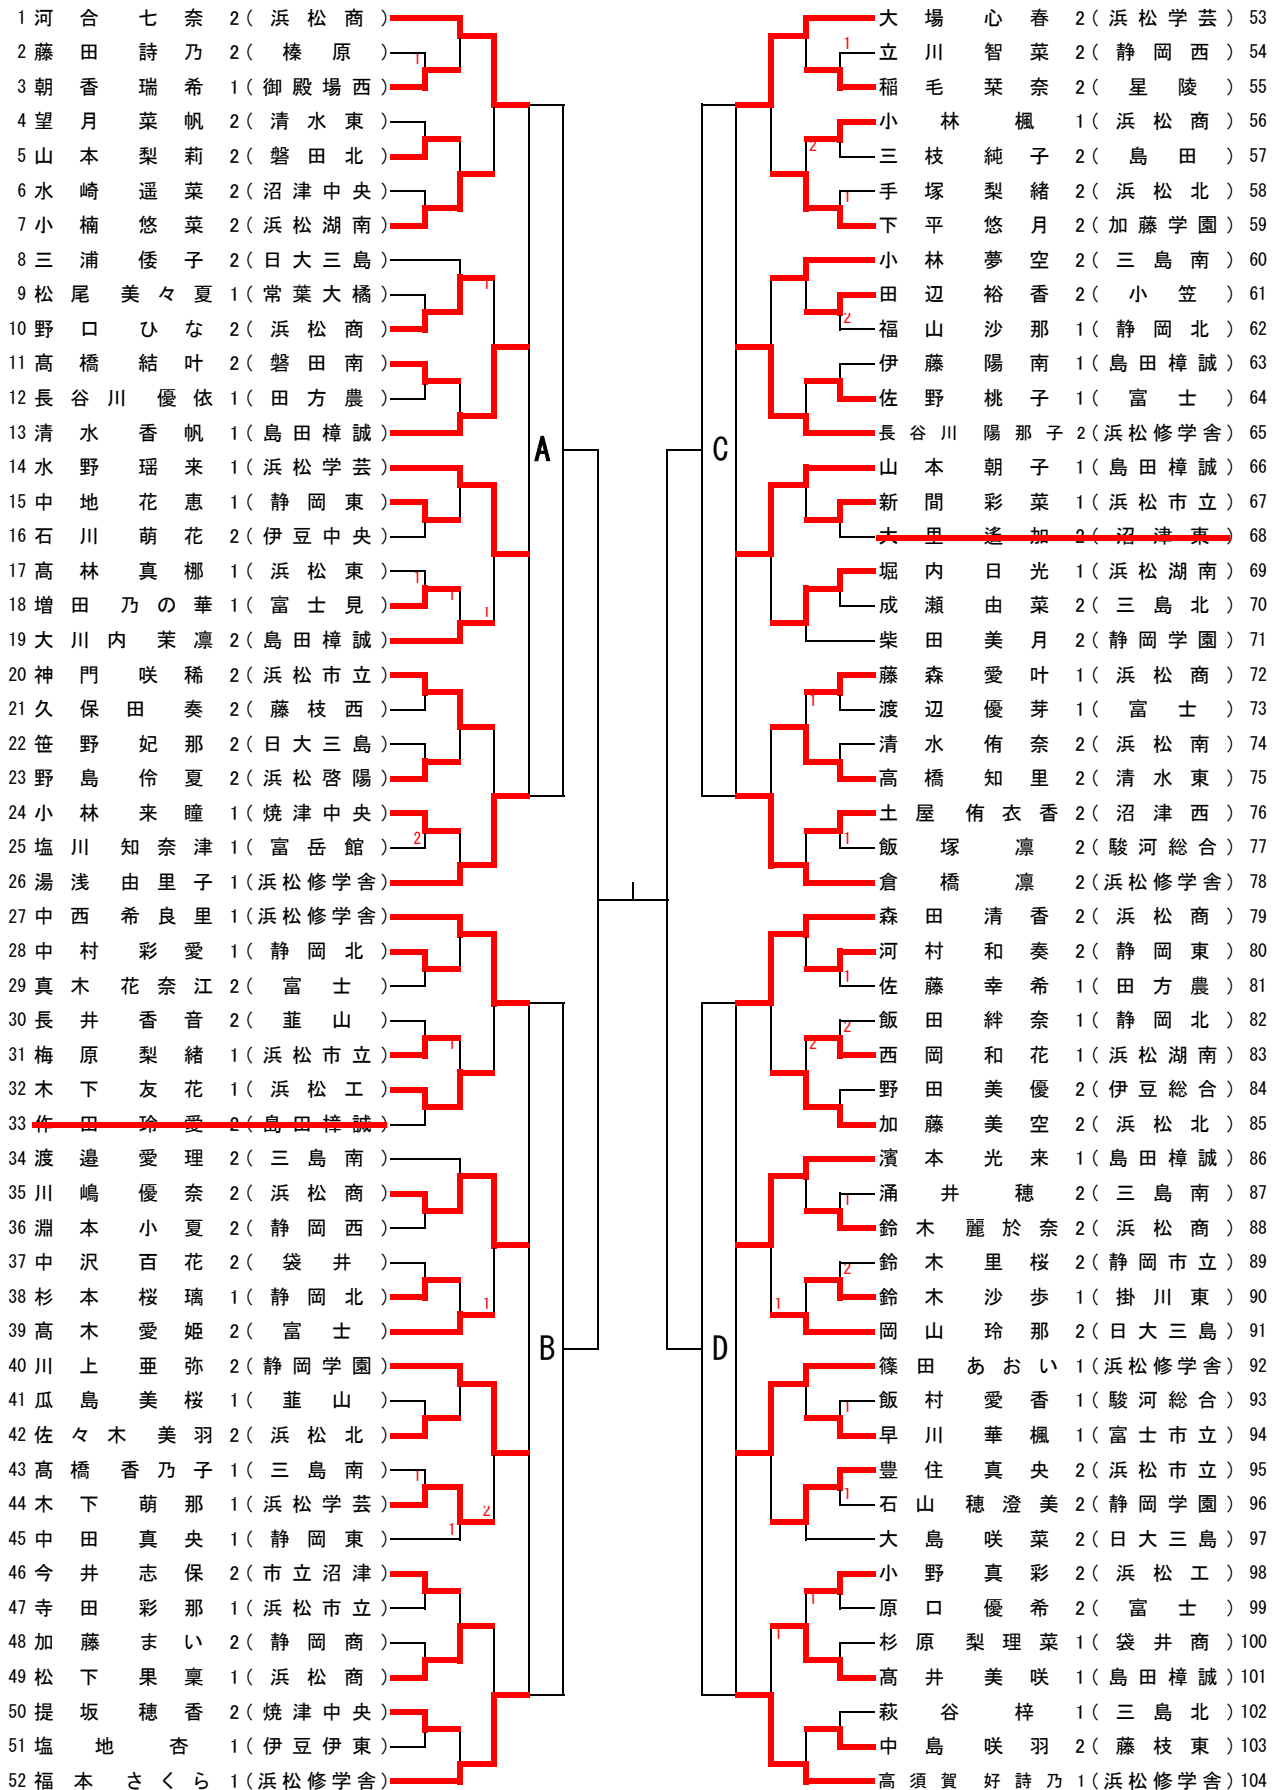 1 河合七奈 2(浜松商)
2 藤田詩乃 2(榛原)
1
3 朝香瑞希 1(御殿場西)
4 望月菜帆 2(清水東)
5 山本梨莉 2(磐田北)
6 水崎遥菜 2(沼津中央)
7 小楠悠菜 2(浜松湖南)
8 三浦倭子 2(日大三島)
1
9 松尾美々夏 1(常葉大橘)
10 野口ひな 2(浜松商)
11 髙橋結叶 2(磐田南)
12 長谷川優依 1(田方農)
13 清水香帆 1(島田樟誠)
A
14 水野瑶来 1(浜松学芸)
15 中地花恵 1(静岡東)
16 石川萌花 2(伊豆中央)
17 髙林真梛 1(浜松東)
1
18 増田乃の華 1(富士見)
1
1
19 大川内茉凛 2(島田樟誠)
20 神門咲稀 2(浜松市立)
21 久保田奏 2(藤枝西)
22 笹野妃那 2(日大三島)
23 野島伶夏 2(浜松啓陽)
24 小林来瞳 1(焼津中央)
2
25 塩川知奈津 1(富岳館)
26 湯浅由里子 1(浜松修学舎)
27 中西希良里 1(浜松修学舎)
28 中村彩愛 1(静岡北)
29 真木花奈江 2(富士)
30 長井香音 2(韮山)
1
31 梅原梨緒 1(浜松市立)
32 木下友花 1(浜松工)
33 作田玲愛 2(島田樟誠)
34 渡邉愛理 2(三島南)
35 川嶋優奈 2(浜松商)
36 淵本小夏 2(静岡西)
37 中沢百花 2(袋井)
38 杉本桜璃 1(静岡北)
1
39 髙木愛姫 2(富士)
B
40 川上亜弥 2(静岡学園)
41 瓜島美桜 1(韮山)
42 佐々木美羽 2(浜松北)
43 髙橋香乃子 1(三島南)
1
44 木下萌那 1(浜松学芸)
2
1
45 中田真央 1(静岡東)
46 今井志保 2(市立沼津)
47 寺田彩那 1(浜松市立)
48 加藤まい 2(静岡商)
49 松下果稟 1(浜松商)
50 提坂穂香 2(焼津中央)
51 塩地杏 1(伊豆伊東)
52 福本さくら 1(浜松修学舎)
大場心春 2(浜松学芸) 53
1
立川智菜 2(静岡西) 54
稲毛栞奈 2(星陵) 55
小林楓 1(浜松商) 56
2
三枝純子 2(島田) 57
手塚梨緒 2(浜松北) 58
1
下平悠月 2(加藤学園) 59
小林夢空 2(三島南) 60
田辺裕香 2(小笠) 61
2
福山沙那 1(静岡北) 62
伊藤陽南 1(島田樟誠) 63
佐野桃子 1(富士) 64
長谷川陽那子 2(浜松修学舎) 65
C
山本朝子 1(島田樟誠) 66
新間彩菜 1(浜松市立) 67
大里遙加 2(沼津東) 68
堀内日光 1(浜松湖南) 69
成瀬由菜 2(三島北) 70
柴田美月 2(静岡学園) 71
藤森愛叶 1(浜松商) 72
1
渡辺優芽 1(富士) 73
清水侑奈 2(浜松南) 74
高橋知里 2(清水東) 75
土屋侑衣香 2(沼津西) 76
1
飯塚凛 2(駿河総合) 77
倉橋凛 2(浜松修学舎) 78
森田清香 2(浜松商) 79
河村和奏 2(静岡東) 80
1
佐藤幸希 1(田方農) 81
飯田絆奈 1(静岡北) 82
2
2
西岡和花 1(浜松湖南) 83
野田美優 2(伊豆総合) 84
加藤美空 2(浜松北) 85
濱本光来 1(島田樟誠) 86
涌井穂 2(三島南) 87
1
鈴木麗於奈 2(浜松商) 88
鈴木里桜 2(静岡市立) 89
2
鈴木沙歩 1(掛川東) 90
1
岡山玲那 2(日大三島) 91
D
篠田あおい 1(浜松修学舎) 92
飯村愛香 1(駿河総合) 93
1
早川華楓 1(富士市立) 94
豊住真央 2(浜松市立) 95
1
石山穂澄美 2(静岡学園) 96
大島咲菜 2(日大三島) 97
小野真彩 2(浜松工) 98
1
原口優希 2(富士) 99
1
杉原梨理菜 1(袋井商) 100
髙井美咲 1(島田樟誠) 101
萩谷梓 1(三島北) 102
中島咲羽 2(藤枝東) 103
高須賀好詩乃 1(浜松修学舎) 104